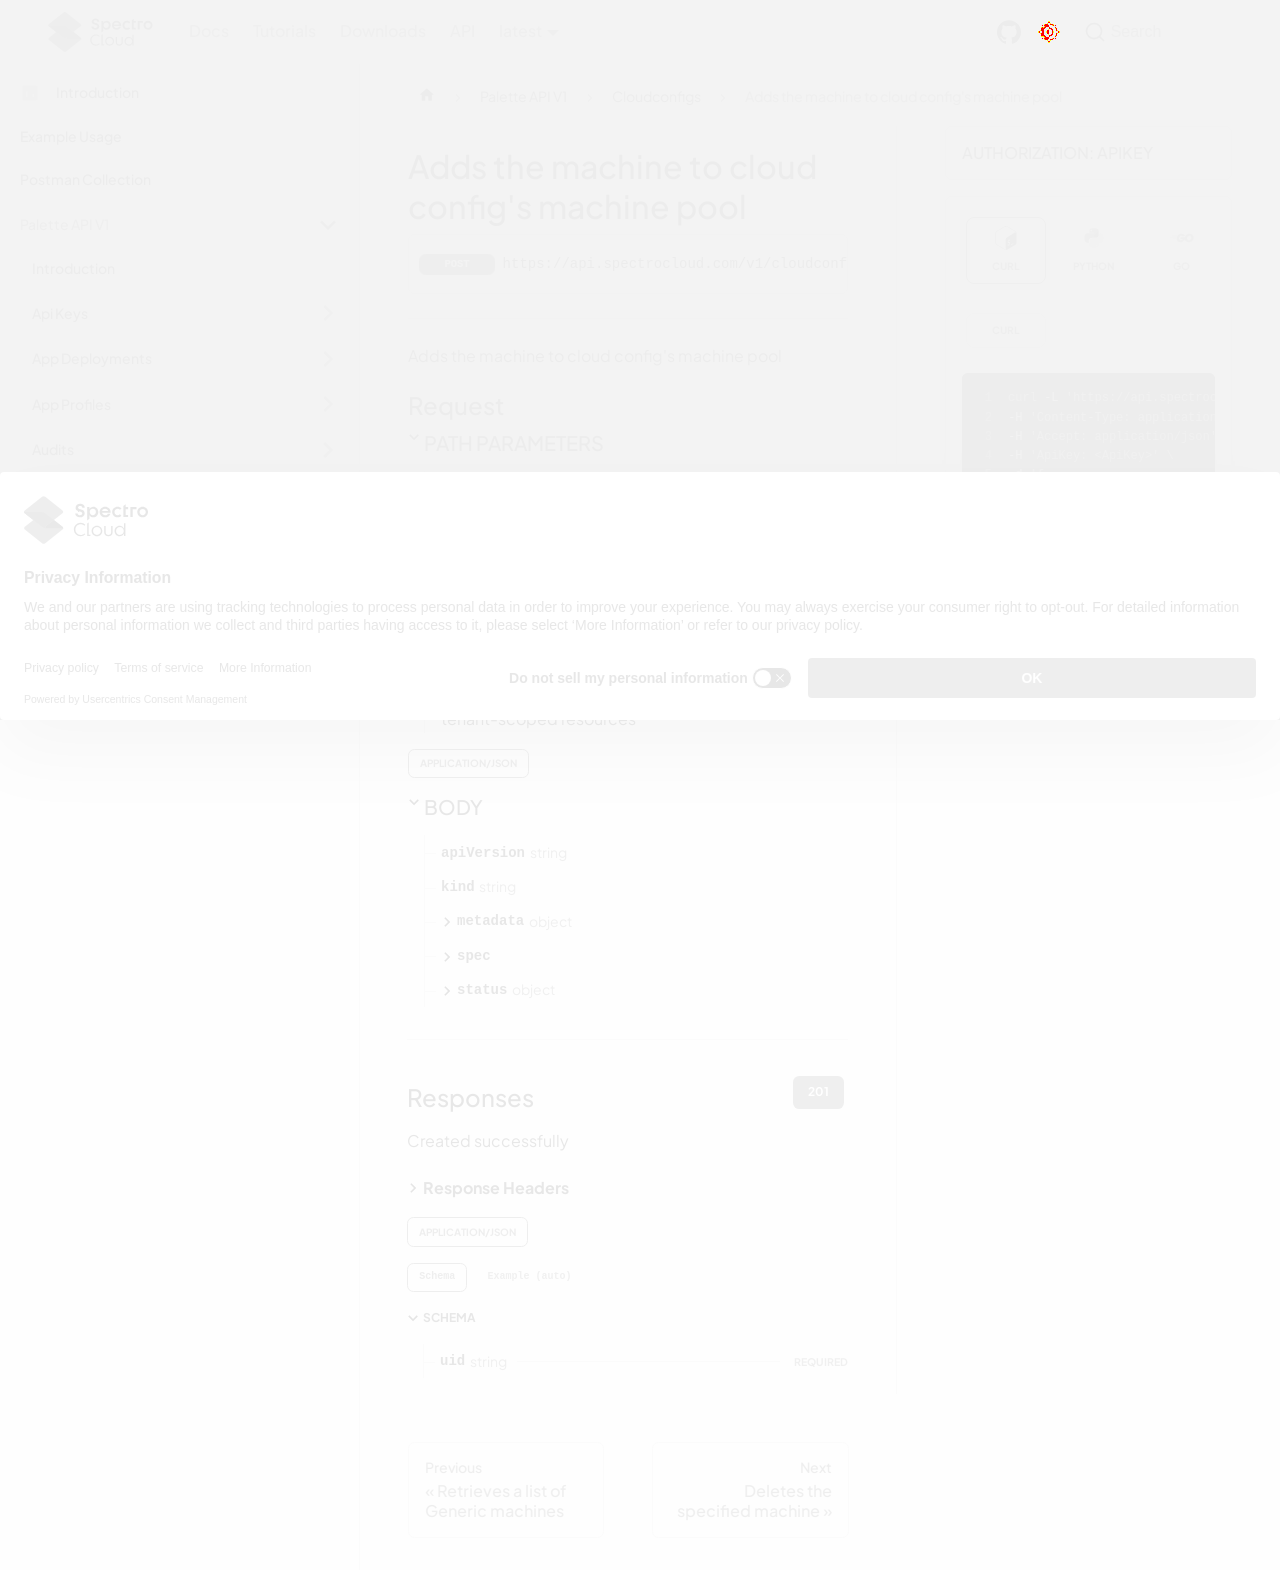 Spectro
Cloud
Docs
Tutorials
Downloads
API
latest
Search
Introduction
Example Usage
Postman Collection
Palette API V1
Introduction
Api Keys
App Deployments
App Profiles
Audits
Palette API V1
Cloudconfigs
Adds the machine to cloud config's machine pool
Adds the machine to cloud
config's machine pool
POST
https://api.spectrocloud.com/v1/cloudconf
Adds the machine to cloud config's machine pool
Request
PATH PARAMETERS
AUTHORIZATION: APIKEY
CURL
PYTHON
GO
CURL
Spectro
Cloud
Privacy Information
We and our partners are using tracking technologies to process personal data in order to improve your experience. You may always exercise your consumer right to opt-out. For detailed information
about personal information we collect and third parties having access to it, please select 'More Information' or refer to our privacy policy.
Privacy policy
Terms of service
More Information
Powered by Usercentrics Consent Management
Do not sell my personal information
OK
tenant-scoped resources
APPLICATION/JSON
BODY
apiVersion string
kind string
metadata object
spec
status object
Responses
201
Created successfully
Response Headers
APPLICATION/JSON
Schema
Example (auto)
SCHEMA
uid string
REQUIRED
Previous
« Retrieves a list of
Generic machines
Next
Deletes the
specified machine »